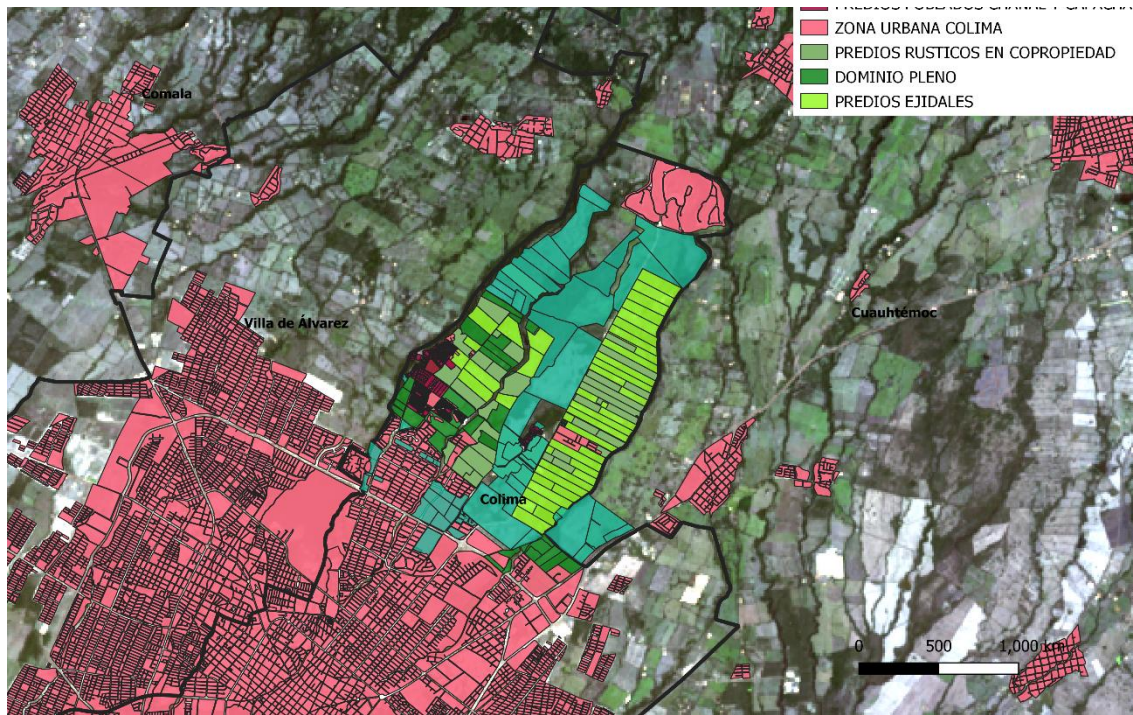 ZONA URBANA COLIMA
PREDIOS RUSTICOS EN COPROPIEDAD
DOMINIO PLENO
PREDIOS EJIDALES
Comala
Villa de Álvarez
Cuauhtémoc
Colima
0 500 1,000 km